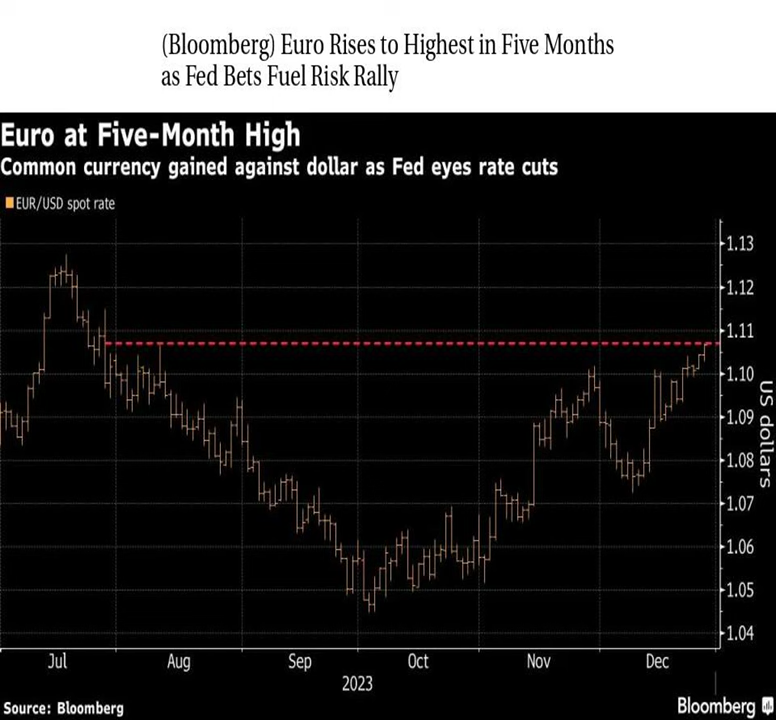 (Bloomberg) Euro Rises to Highest in Five Months
as Fed Bets Fuel Risk Rally
Euro at Five-Month High
Common currency gained against dollar as Fed eyes rate cuts
EUR/USD spot rate
1.13
1.12
1.11
1.10
1.09
1.08
1.07
1.06
1.05
1.04
US dollars
Jul Aug Sep Oct Nov Dec
2023
Source: Bloomberg
Bloomberg